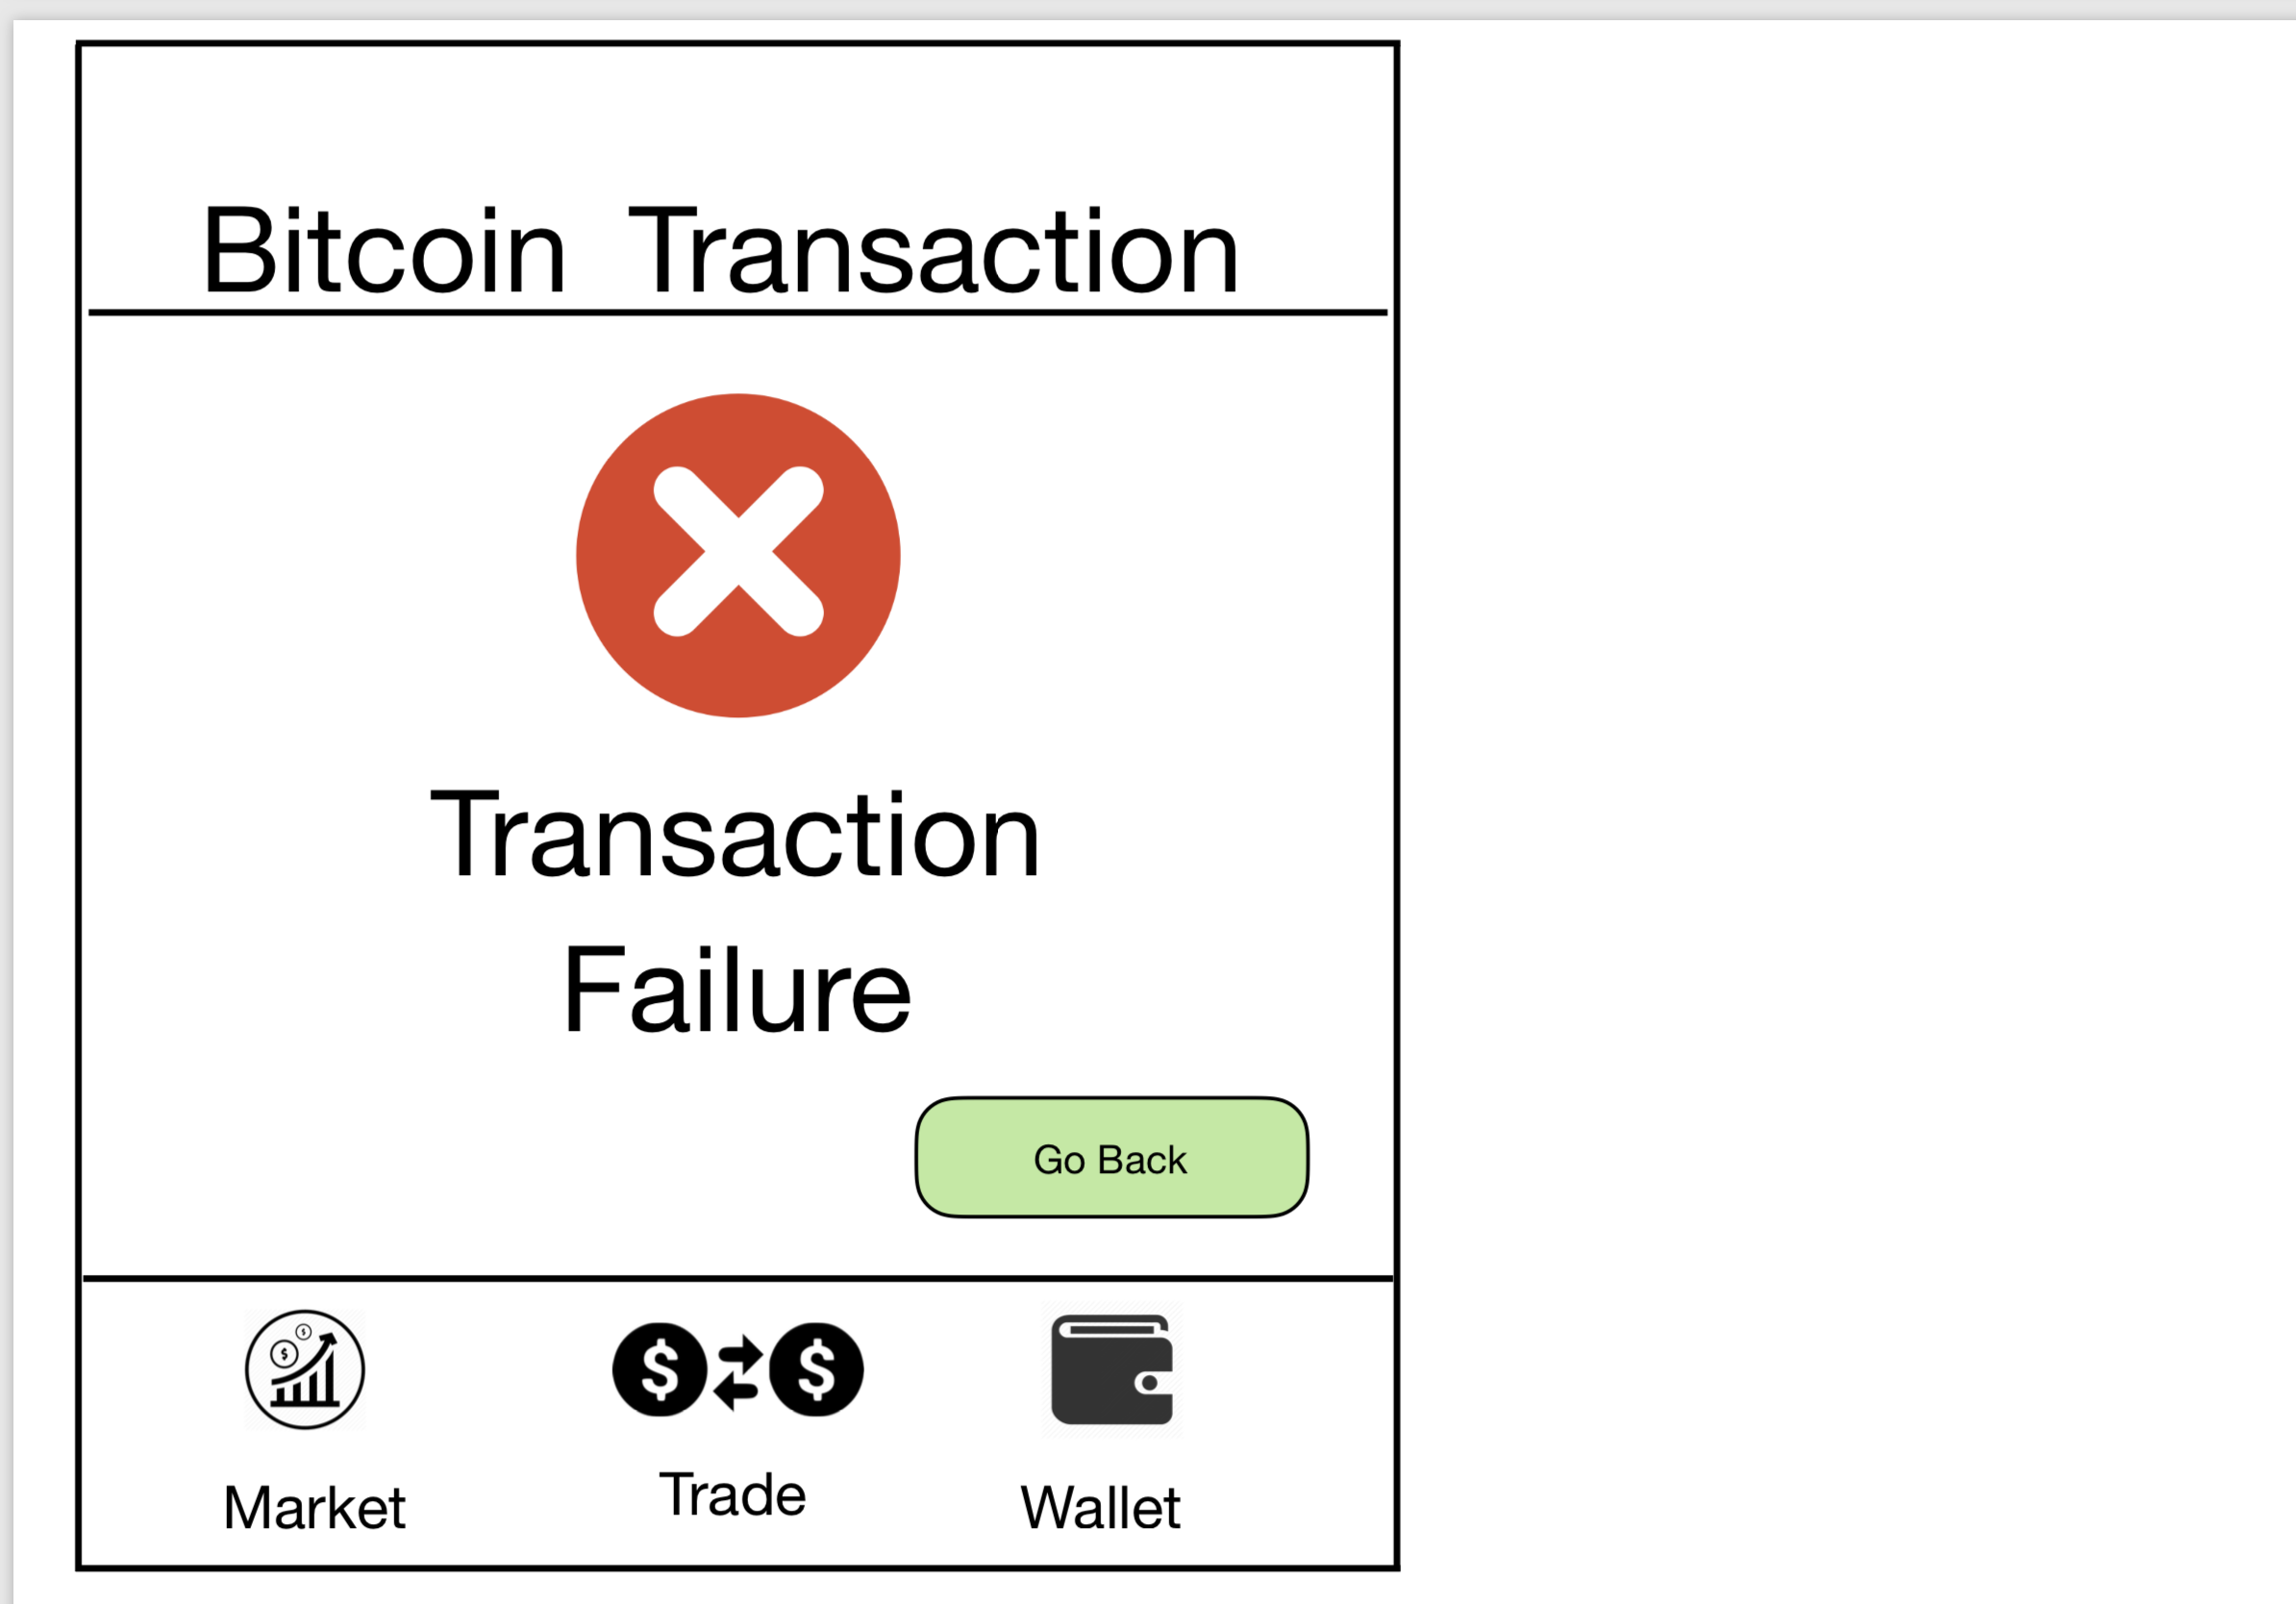 Bitcoin  Transaction
Transaction
Failure
Go Back
$
$
$ $
Market
Trade
Wallet